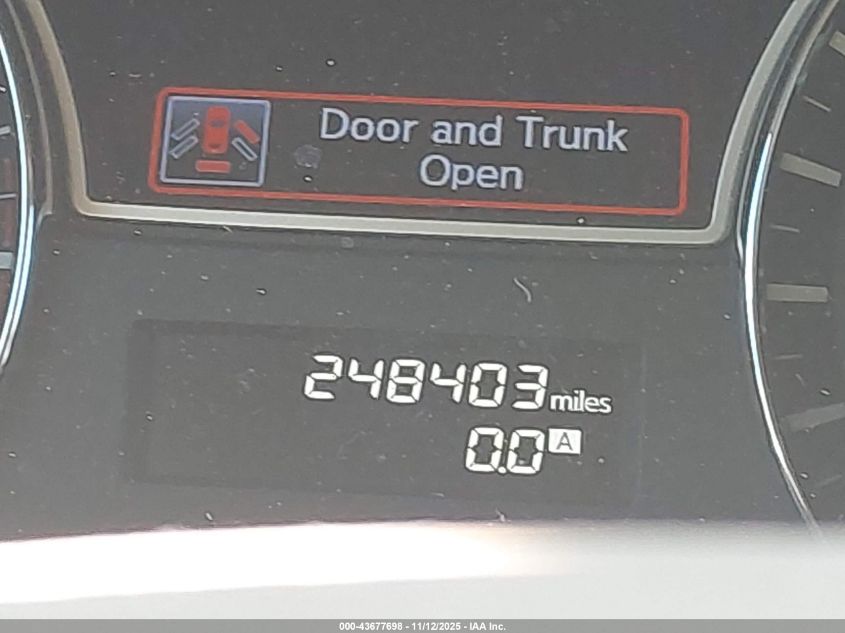 Door and Trunk
Open
248403 miles
0.0 A
000-43677698 - 11/12/2025 - IAA Inc.